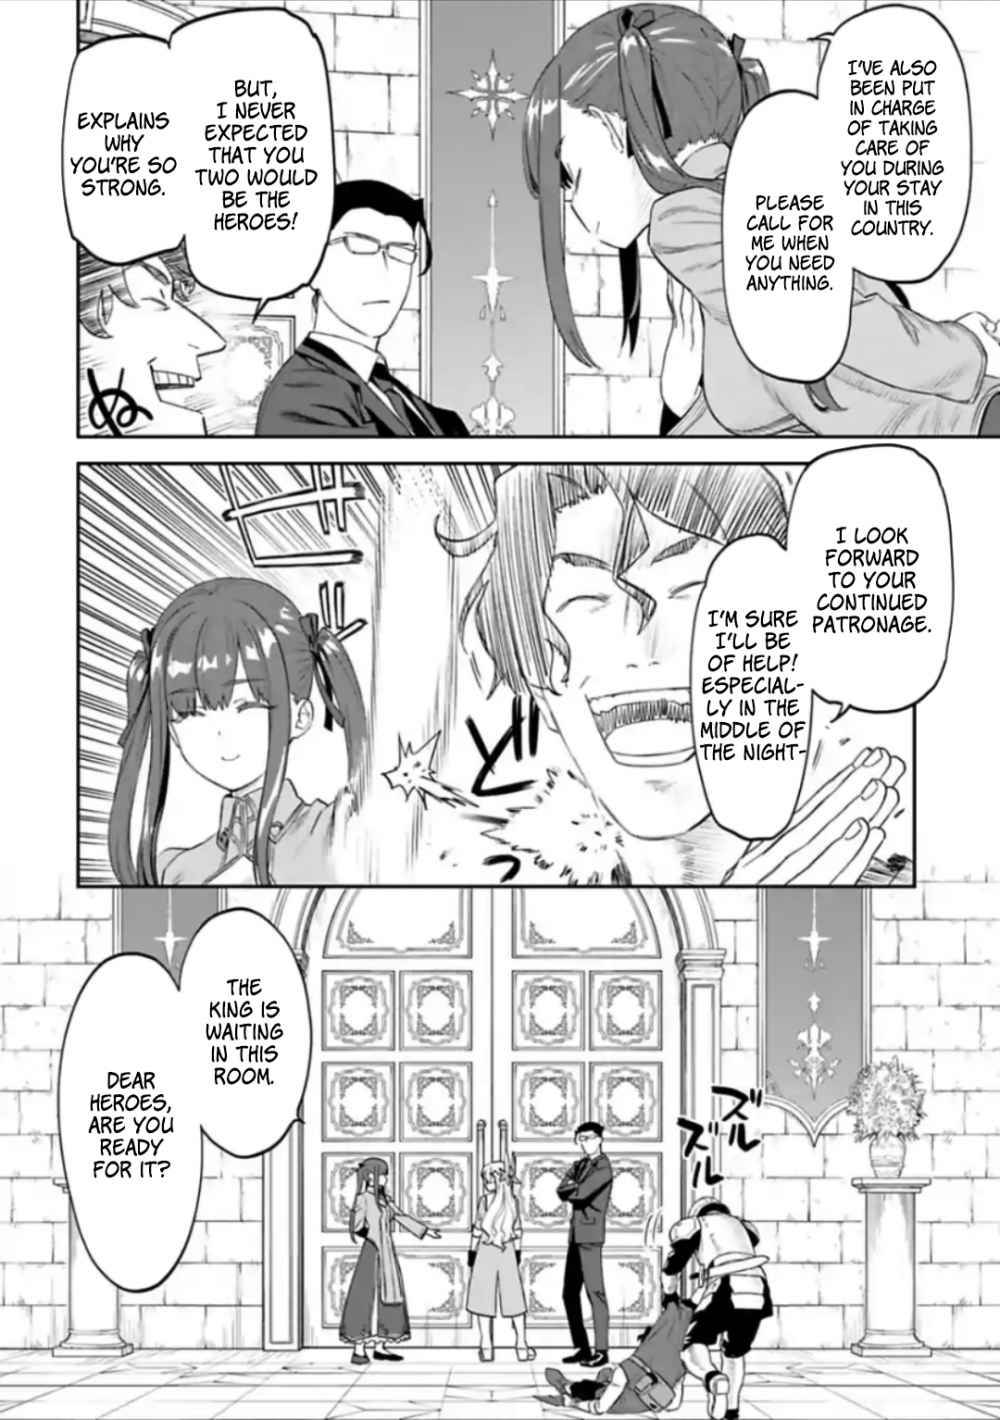 I'VE ALSO
BEEN PUT
IN CHARGE
OF TAKING
CARE OF
YOU DURING
YOUR STAY
IN THIS
COUNTRY.
PLEASE
CALL FOR
ME WHEN
YOU NEED
ANYTHING.
BUT,
I NEVER
EXPECTED
THAT YOU
TWO WOULD
BE THE
HEROES!
EXPLAINS
WHY
YOU'RE SO
STRONG.
ぬ
I LOOK
FORWARD
TO YOUR
CONTINUED
PATRONAGE.
I'M SURE
I'LL BE
OF HELP!
ESPECIAL-
LY IN THE
MIDDLE OF
THE NIGHT-
どっ
THE
KING IS
WAITING
IN THIS
ROOM.
DEAR
HEROES,
ARE YOU
READY
FOR IT?
ズル
ズル